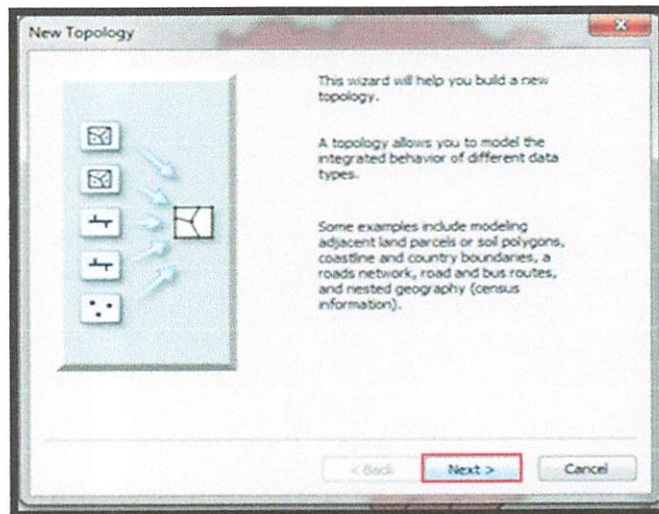 New Topology
This wizard will help you build a new
topology.
A topology allows you to model the
integrated behavior of different data
types.
Some examples include modeling
adjacent land parcels or soil polygons,
coastline and country boundaries, a
roads network, road and bus routes,
and nested geography (census
information).
< Back
Next >
Cancel